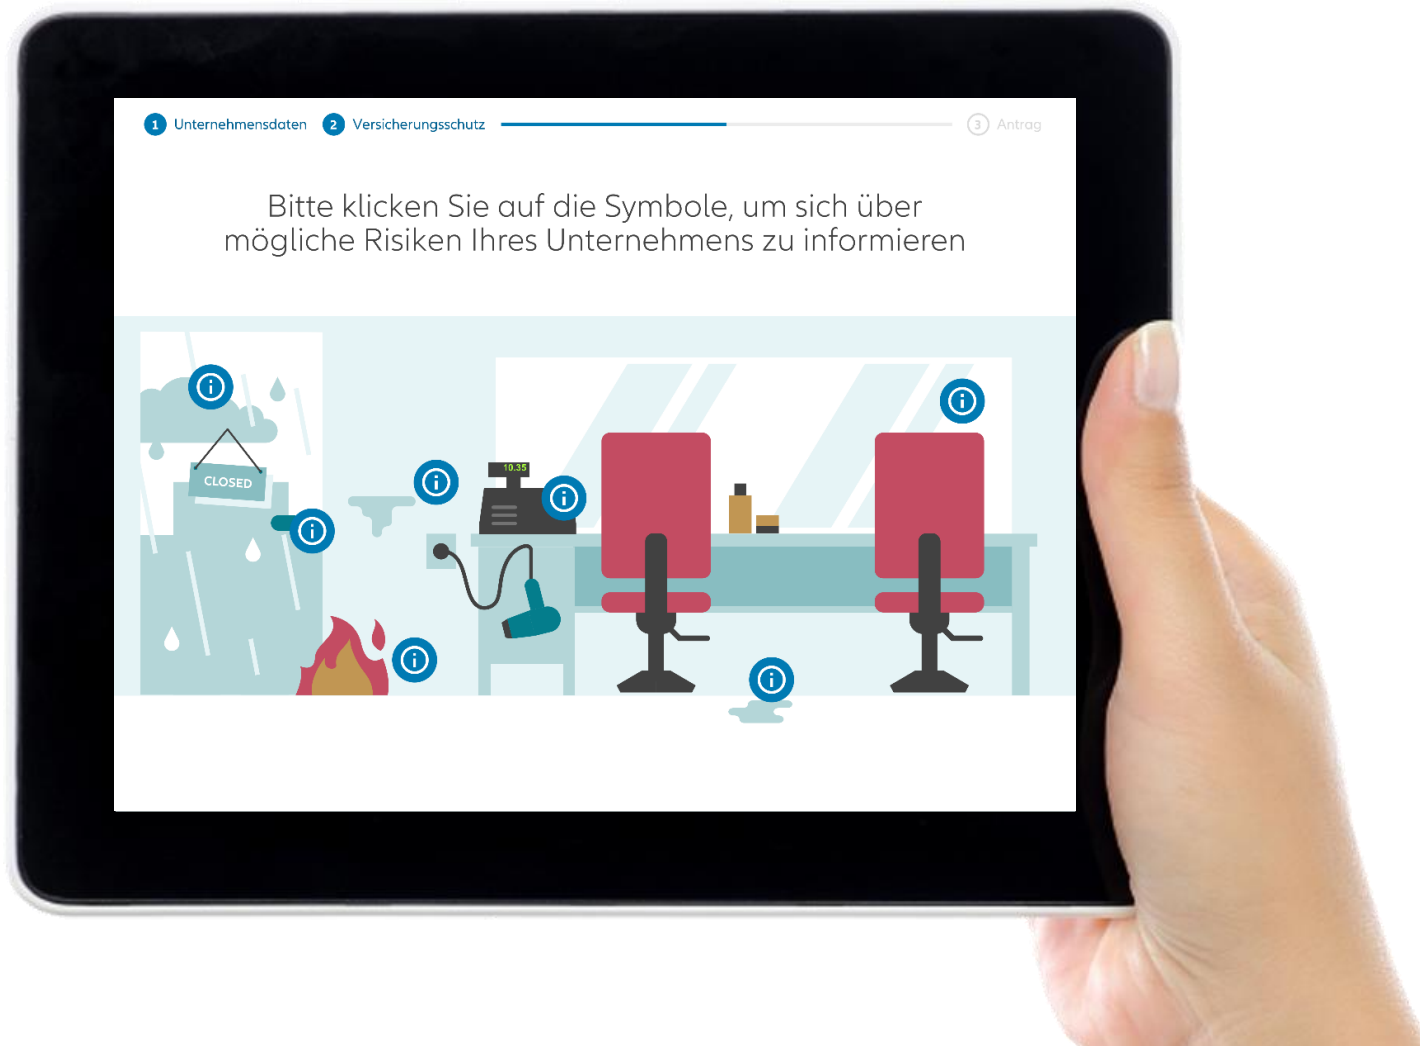 1 Unternehmensdaten 2 Versicherungsschutz 3 Antrag
Bitte klicken Sie auf die Symbole, um sich über
mögliche Risiken Ihres Unternehmens zu informieren
CLOSED
10.35